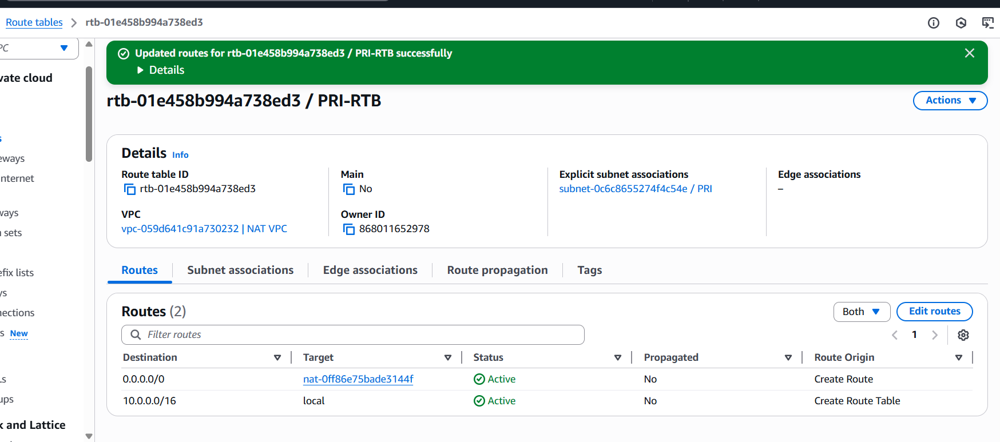 Route tables > rtb-01e458b994a738ed3
PC
vate cloud
s
eways
nternet
ways
n sets
efix lists
ys
nections
s New
Ls
ups
k and Lattice
Updated routes for rtb-01e458b994a738ed3 / PRI-RTB successfully
Details
rtb-01e458b994a738ed3 / PRI-RTB
Actions
Details Info
Route table ID
rtb-01e458b994a738ed3
Main
No
Explicit subnet associations
subnet-0c6c8655274f4c54e / PRI
Edge associations
–
VPC
vpc-059d641c91a730232 | NAT VPC
Owner ID
868011652978
Routes
Subnet associations
Edge associations
Route propagation
Tags
Routes (2)
Both
Edit routes
Filter routes
1
Destination Target Status Propagated Route Origin
0.0.0.0/0 nat-0ff86e75bade3144f Active No Create Route
10.0.0.0/16 local Active No Create Route Table